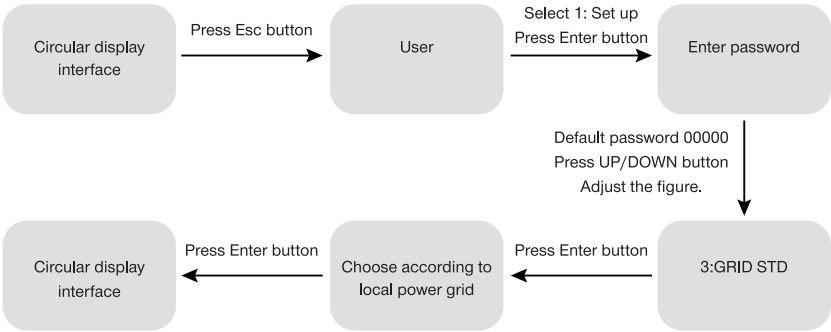 Circular display
interface
Press Esc button
User
Select 1: Set up
Press Enter button
Enter password
Default password 00000
Press UP/DOWN button
Adjust the figure.
3:GRID STD
Press Enter button
Choose according to
local power grid
Press Enter button
Circular display
interface